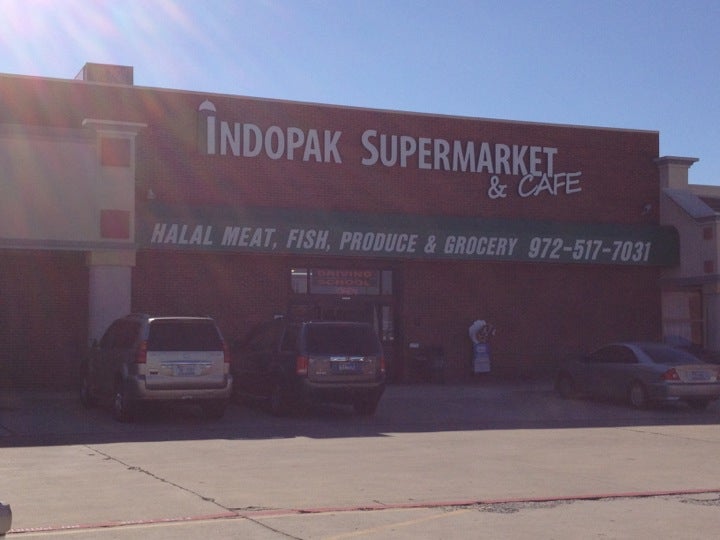 INDOPAK SUPERMARKET
& CAFE
HALAL MEAT, FISH, PRODUCE & GROCERY 972-517-7031
DRIVING
SCHOOL